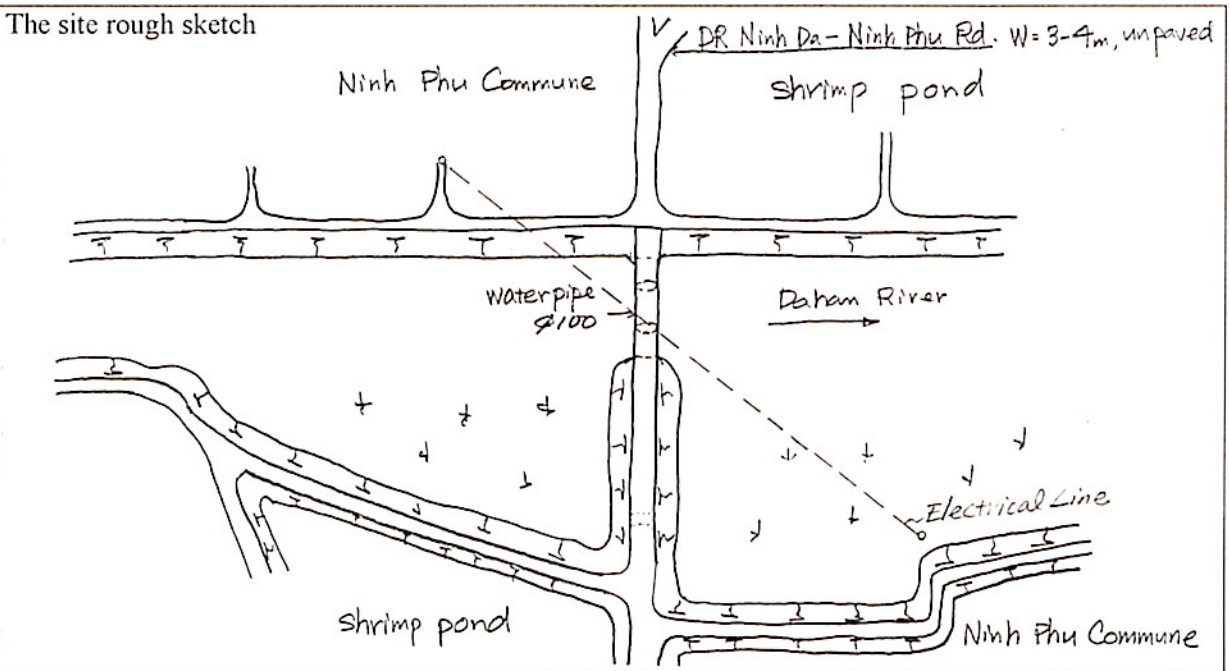 The site rough sketch
DR Ninh Da - Ninh Phu Rd. W= 3-4m, unpaved
Ninh Phu Commune
Shrimp pond
Waterpipe
φ100
Dahan River
Electrical Line
Shrimp pond
Ninh Phu Commune